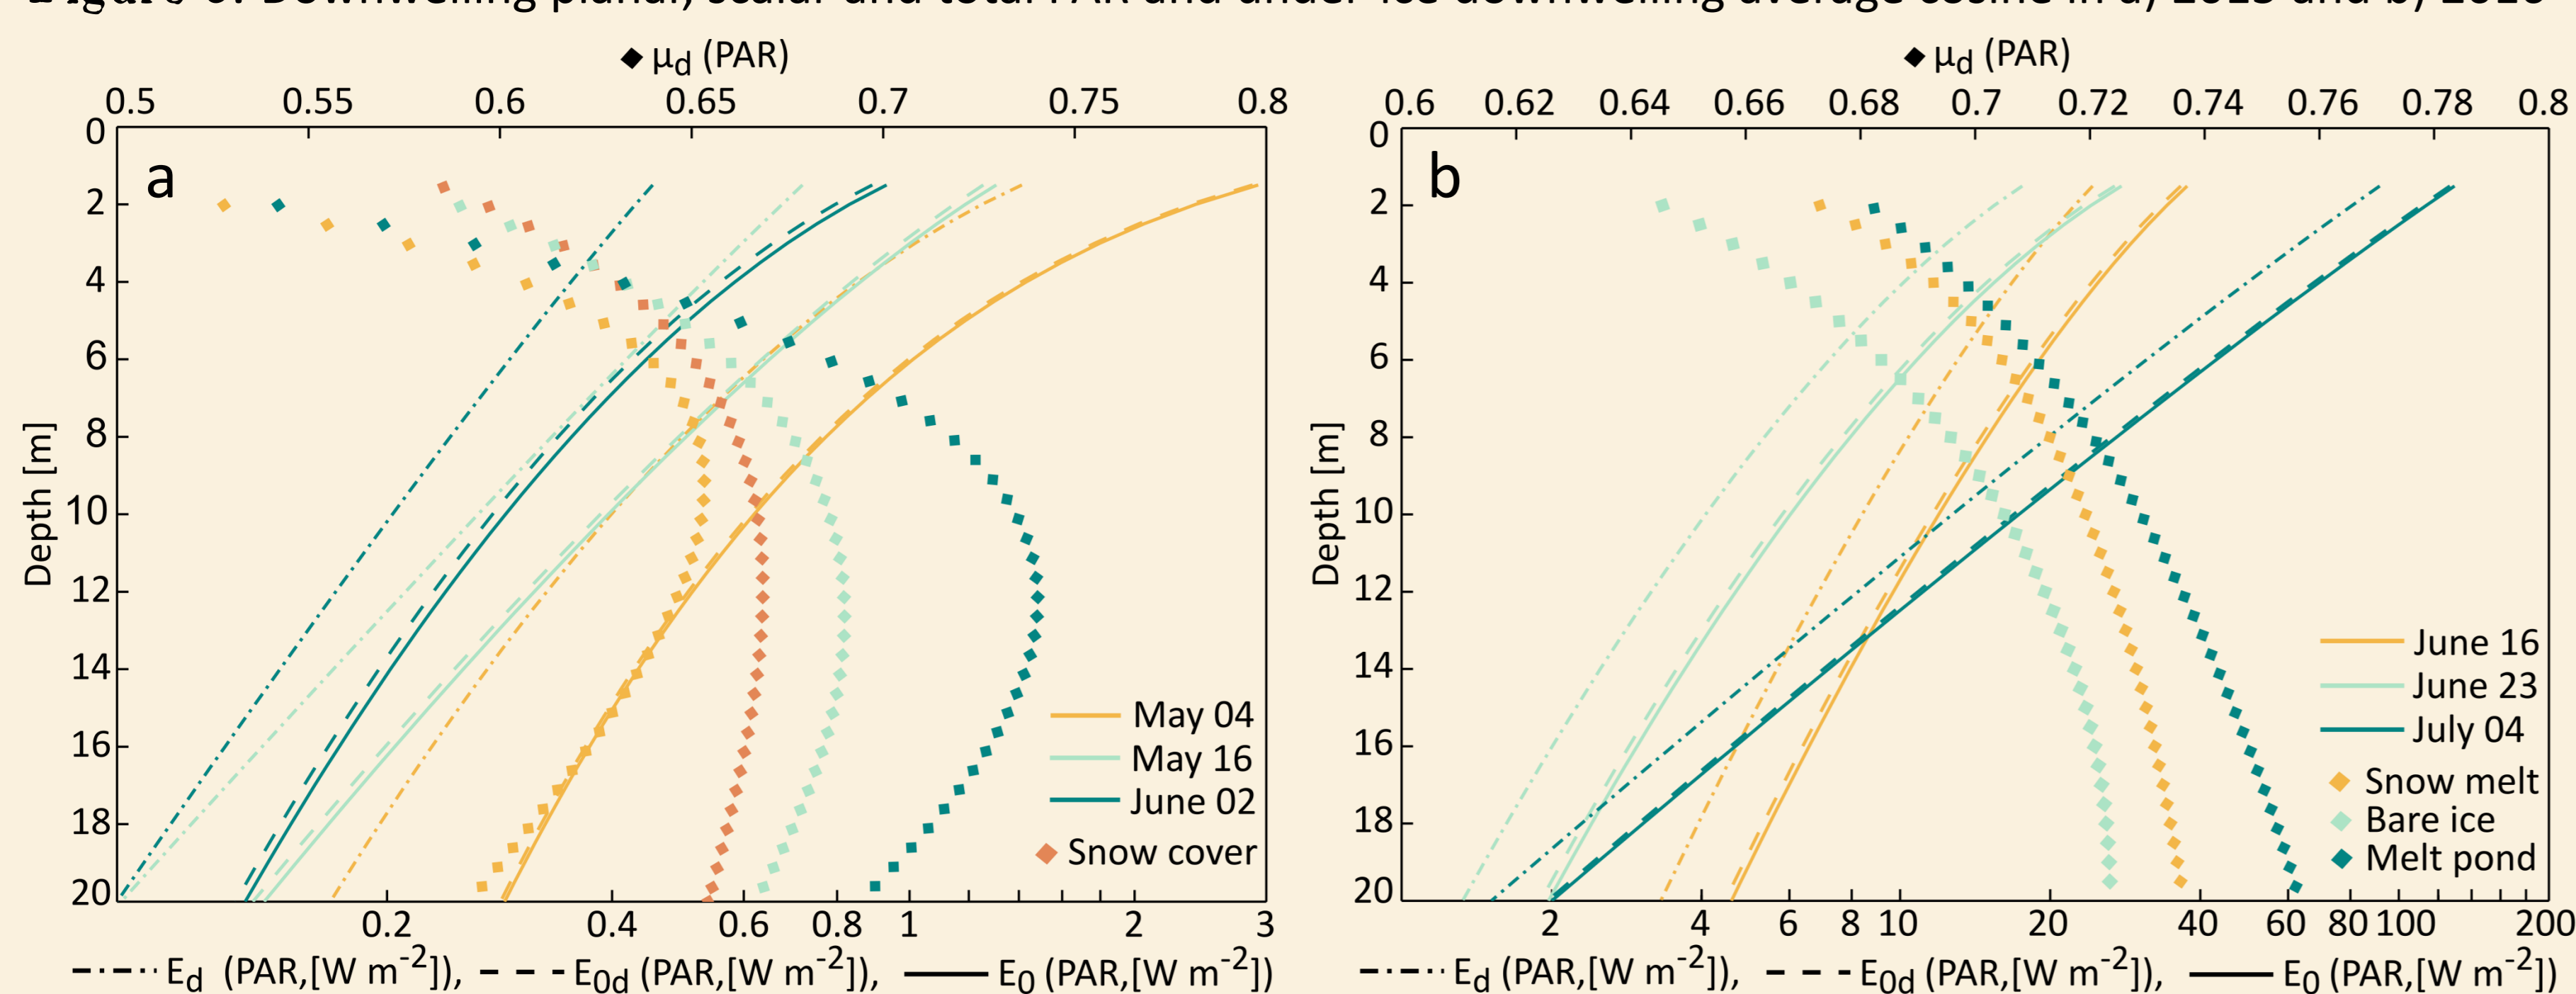 ◆ μd (PAR)
0.5 0.55 0.6 0.65 0.7 0.75 0.8
a
0
2
4
6
8
10
12
14
16
18
20
Depth [m]
May 04
May 16
June 02
Snow cover
0.2 0.4 0.6 0.8 1 2 3
Ed (PAR,[W m-2]), E0d (PAR,[W m-2]), E0 (PAR,[W m-2])
◆ μd (PAR)
0.6 0.62 0.64 0.66 0.68 0.7 0.72 0.74 0.76 0.78 0.8
b
0
2
4
6
8
10
12
14
16
18
20
Depth [m]
June 16
June 23
July 04
Snow melt
Bare ice
Melt pond
2 4 6 8 10 20 40 60 80 100 200
Ed (PAR,[W m-2]), E0d (PAR,[W m-2]), E0 (PAR,[W m-2])